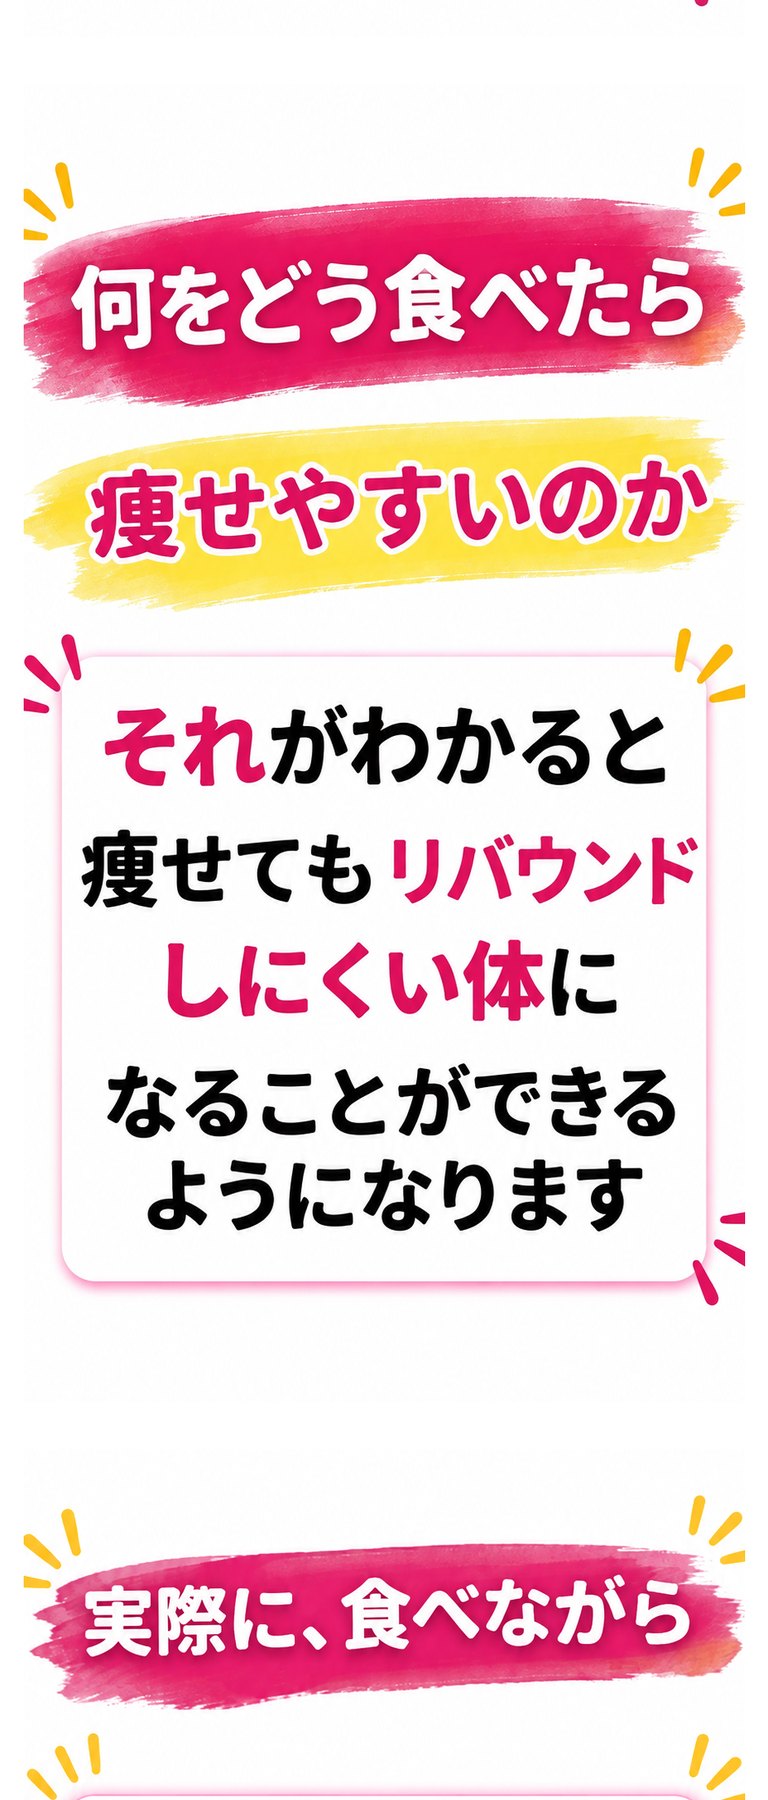 何をどう食べたら
痩せやすいのか
それがわかると
痩せてもリバウンド
しにくい体に
なることができる
ようになります
実際に、食べながら